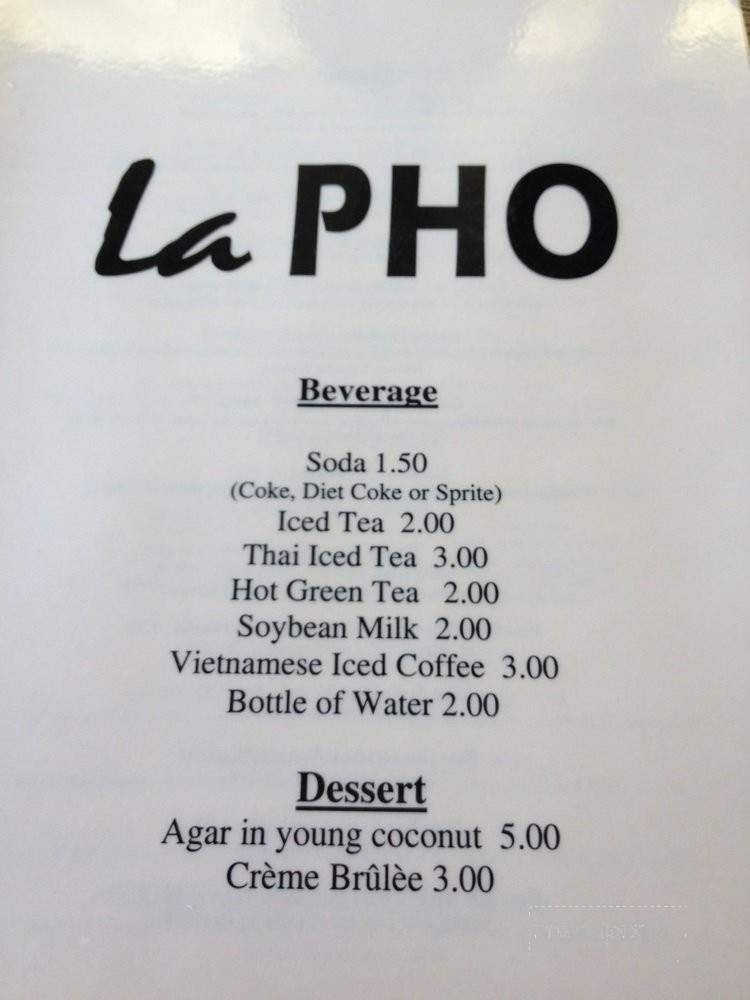 La PHO
Beverage
Soda 1.50
(Coke, Diet Coke or Sprite)
Iced Tea 2.00
Thai Iced Tea 3.00
Hot Green Tea 2.00
Soybean Milk 2.00
Vietnamese Iced Coffee 3.00
Bottle of Water 2.00
Dessert
Agar in young coconut 5.00
Crème Brûlèe 3.00